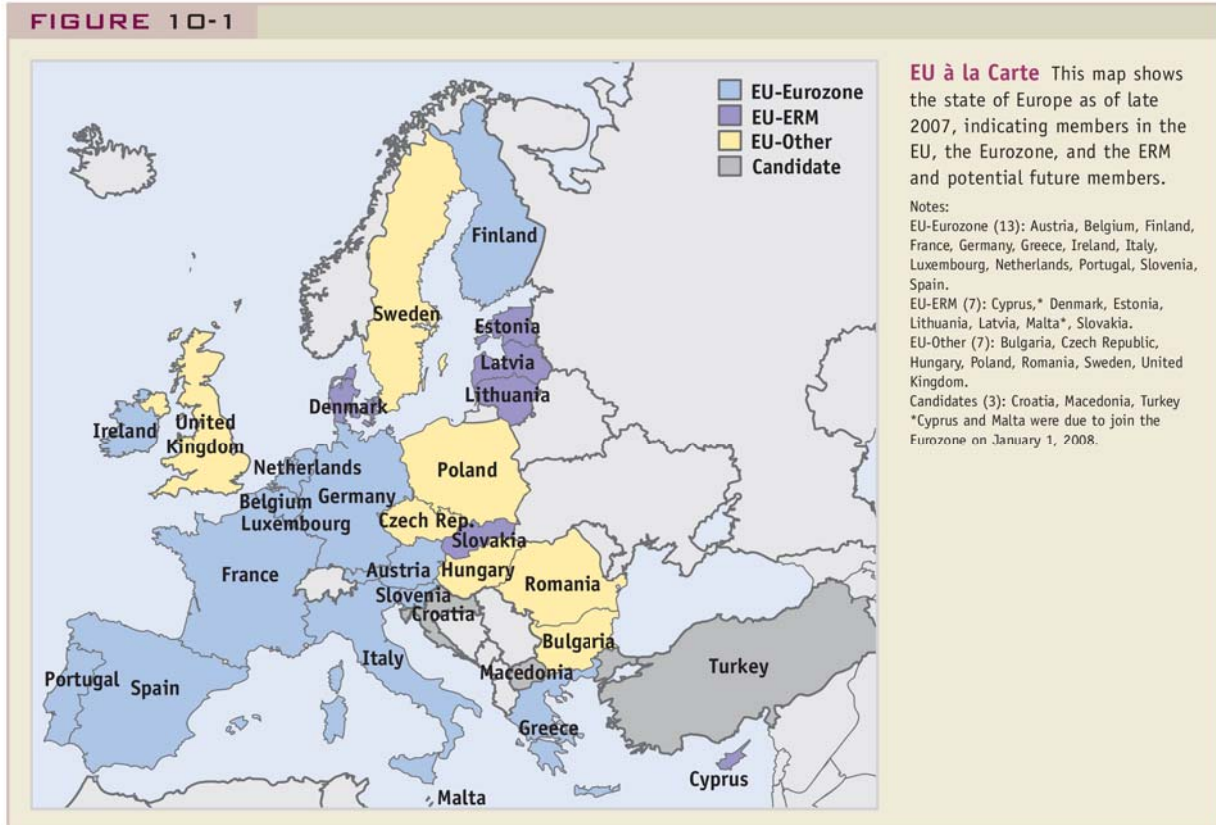 FIGURE 10-1
EU-Eurozone
EU-ERM
EU-Other
Candidate
Finland
Sweden
Estonia
Latvia
Lithuania
Denmark
Ireland
United
Kingdom
Netherlands
Poland
Belgium
Germany
Luxembourg
Czech Rep.
Slovakia
France
Austria
Hungary
Romania
Slovenia
Croatia
Bulgaria
Italy
Macedonia
Turkey
Portugal
Spain
Greece
Cyprus
Malta
EU à la Carte This map shows
the state of Europe as of late
2007, indicating members in the
EU, the Eurozone, and the ERM
and potential future members.
Notes:
EU-Eurozone (13): Austria, Belgium, Finland,
France, Germany, Greece, Ireland, Italy,
Luxembourg, Netherlands, Portugal, Slovenia,
Spain.
EU-ERM (7): Cyprus,* Denmark, Estonia,
Lithuania, Latvia, Malta*, Slovakia.
EU-Other (7): Bulgaria, Czech Republic,
Hungary, Poland, Romania, Sweden, United
Kingdom.
Candidates (3): Croatia, Macedonia, Turkey
*Cyprus and Malta were due to join the
Eurozone on January 1, 2008.